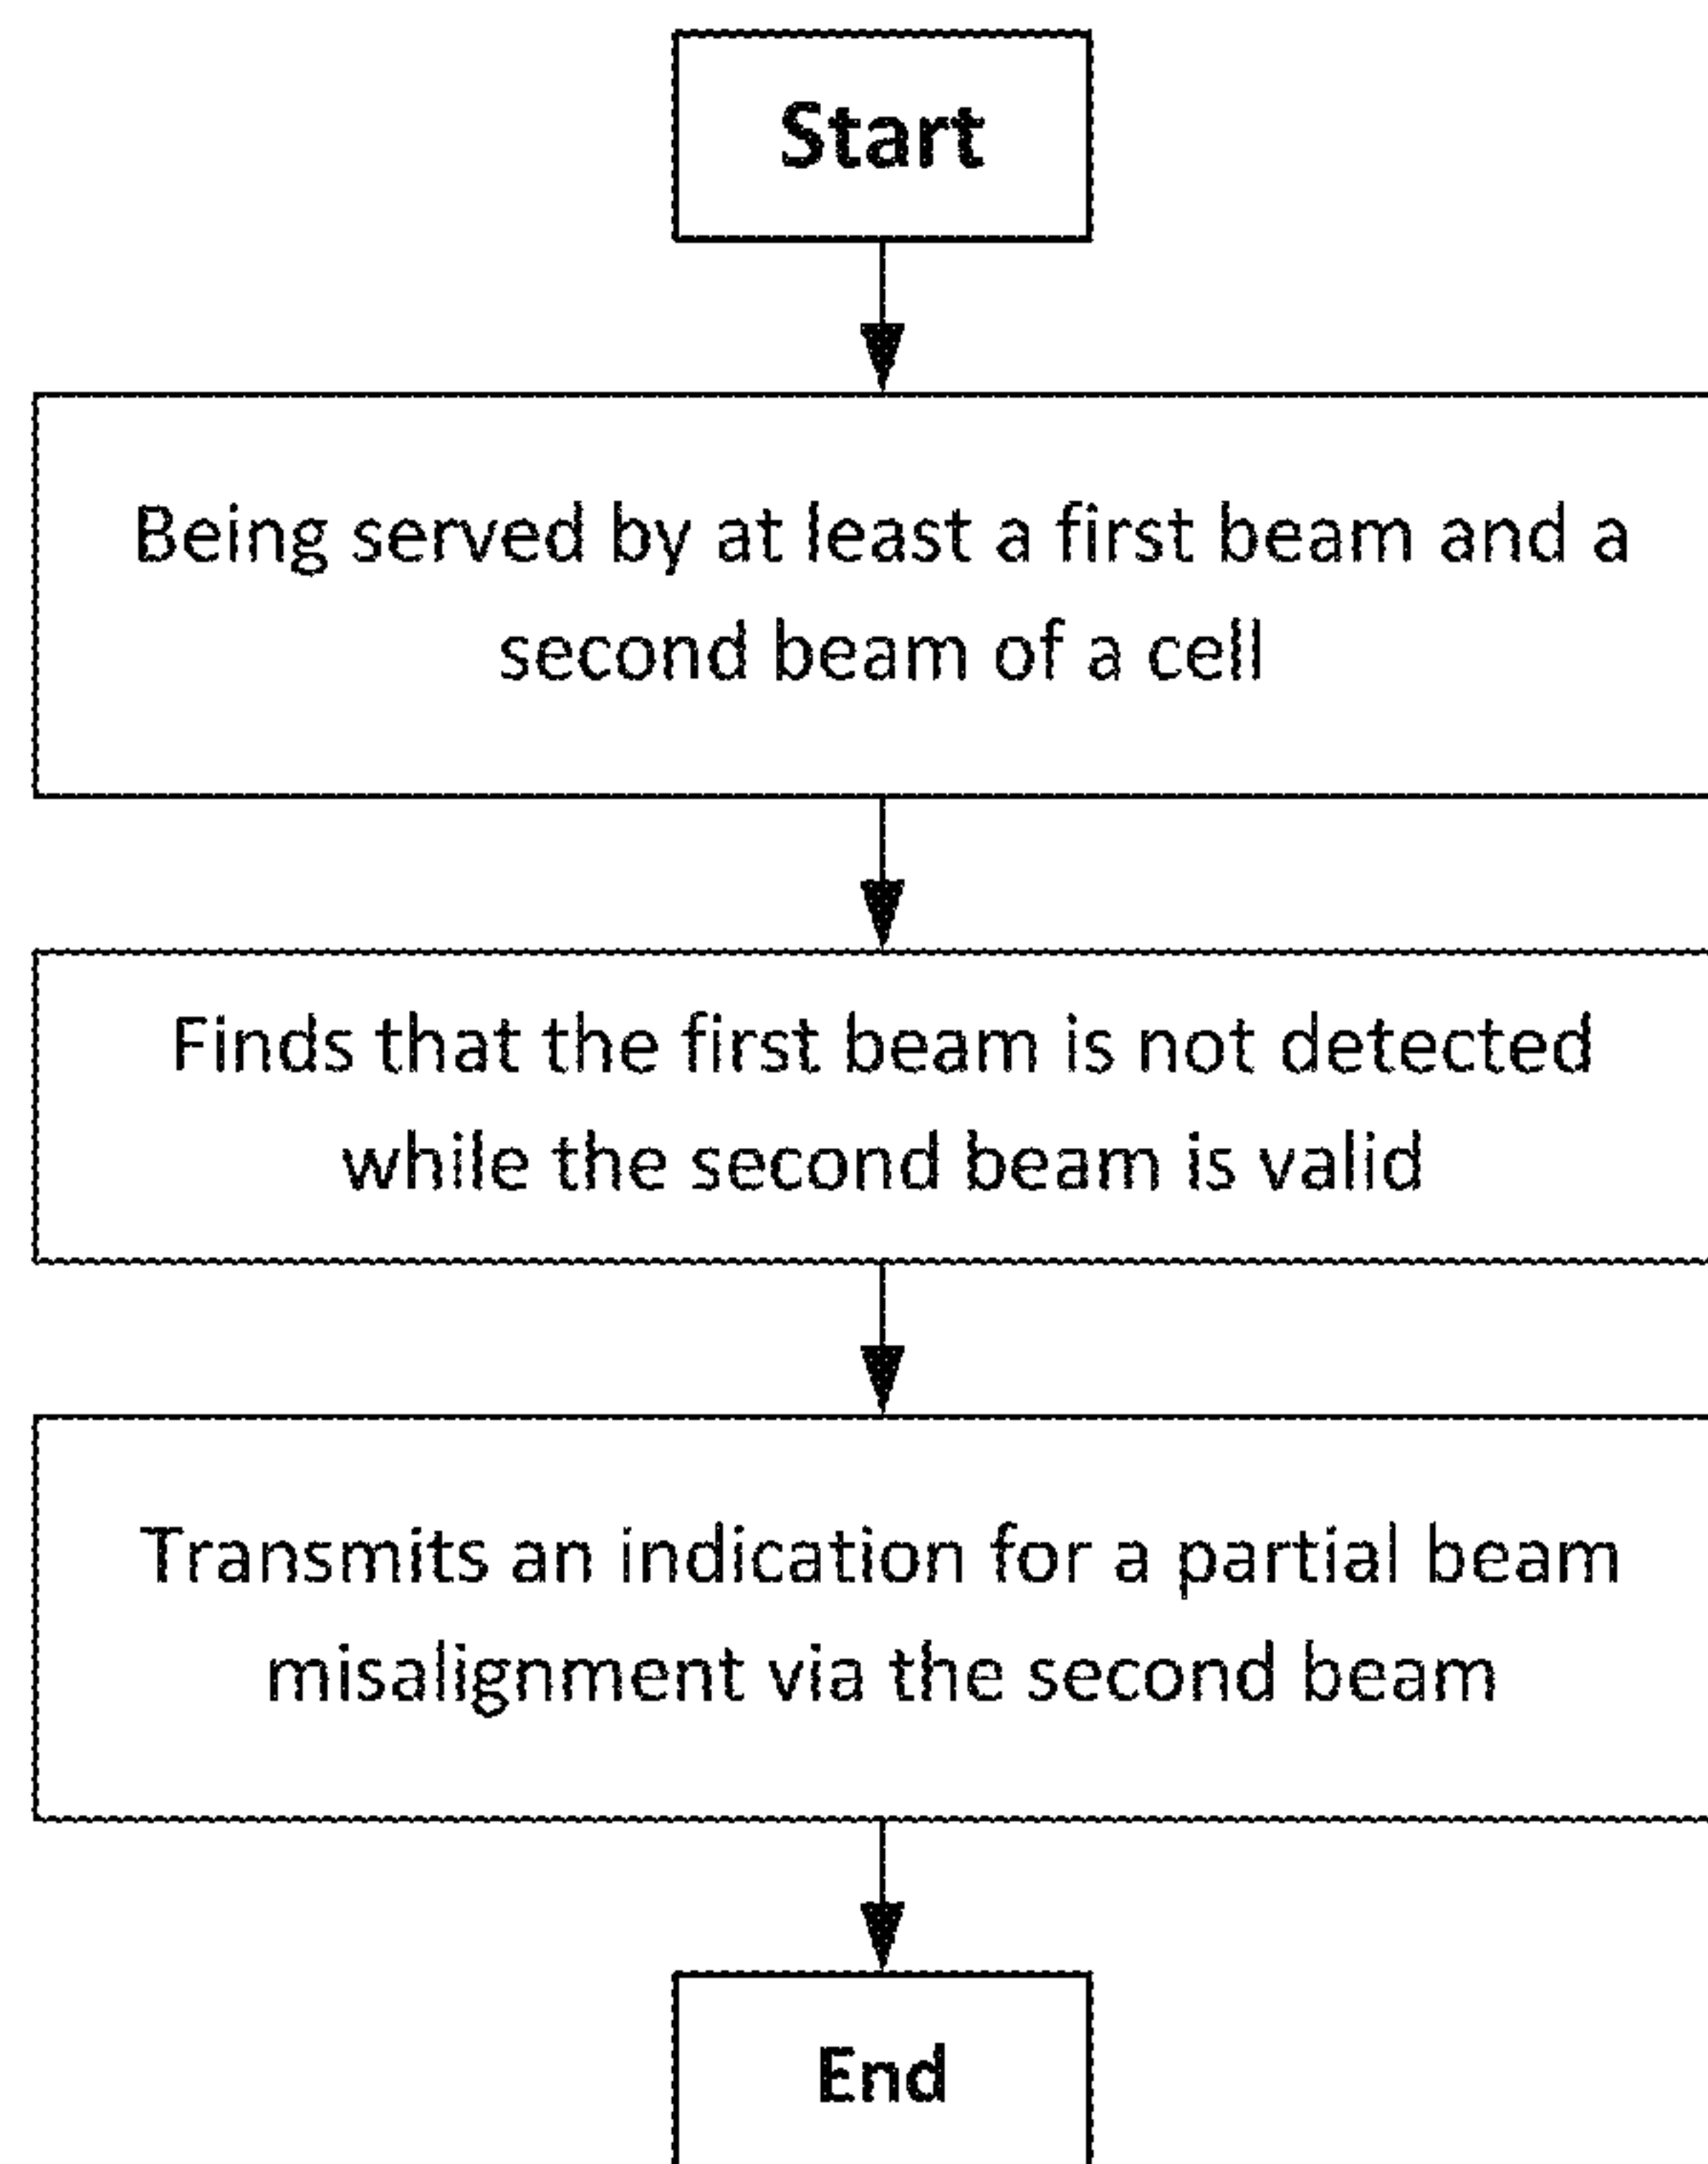 Start
Being served by at least a first beam and a
second beam of a cell
Finds that the first beam is not detected
while the second beam is valid
Transmits an indication for a partial beam
misalignment via the second beam
End